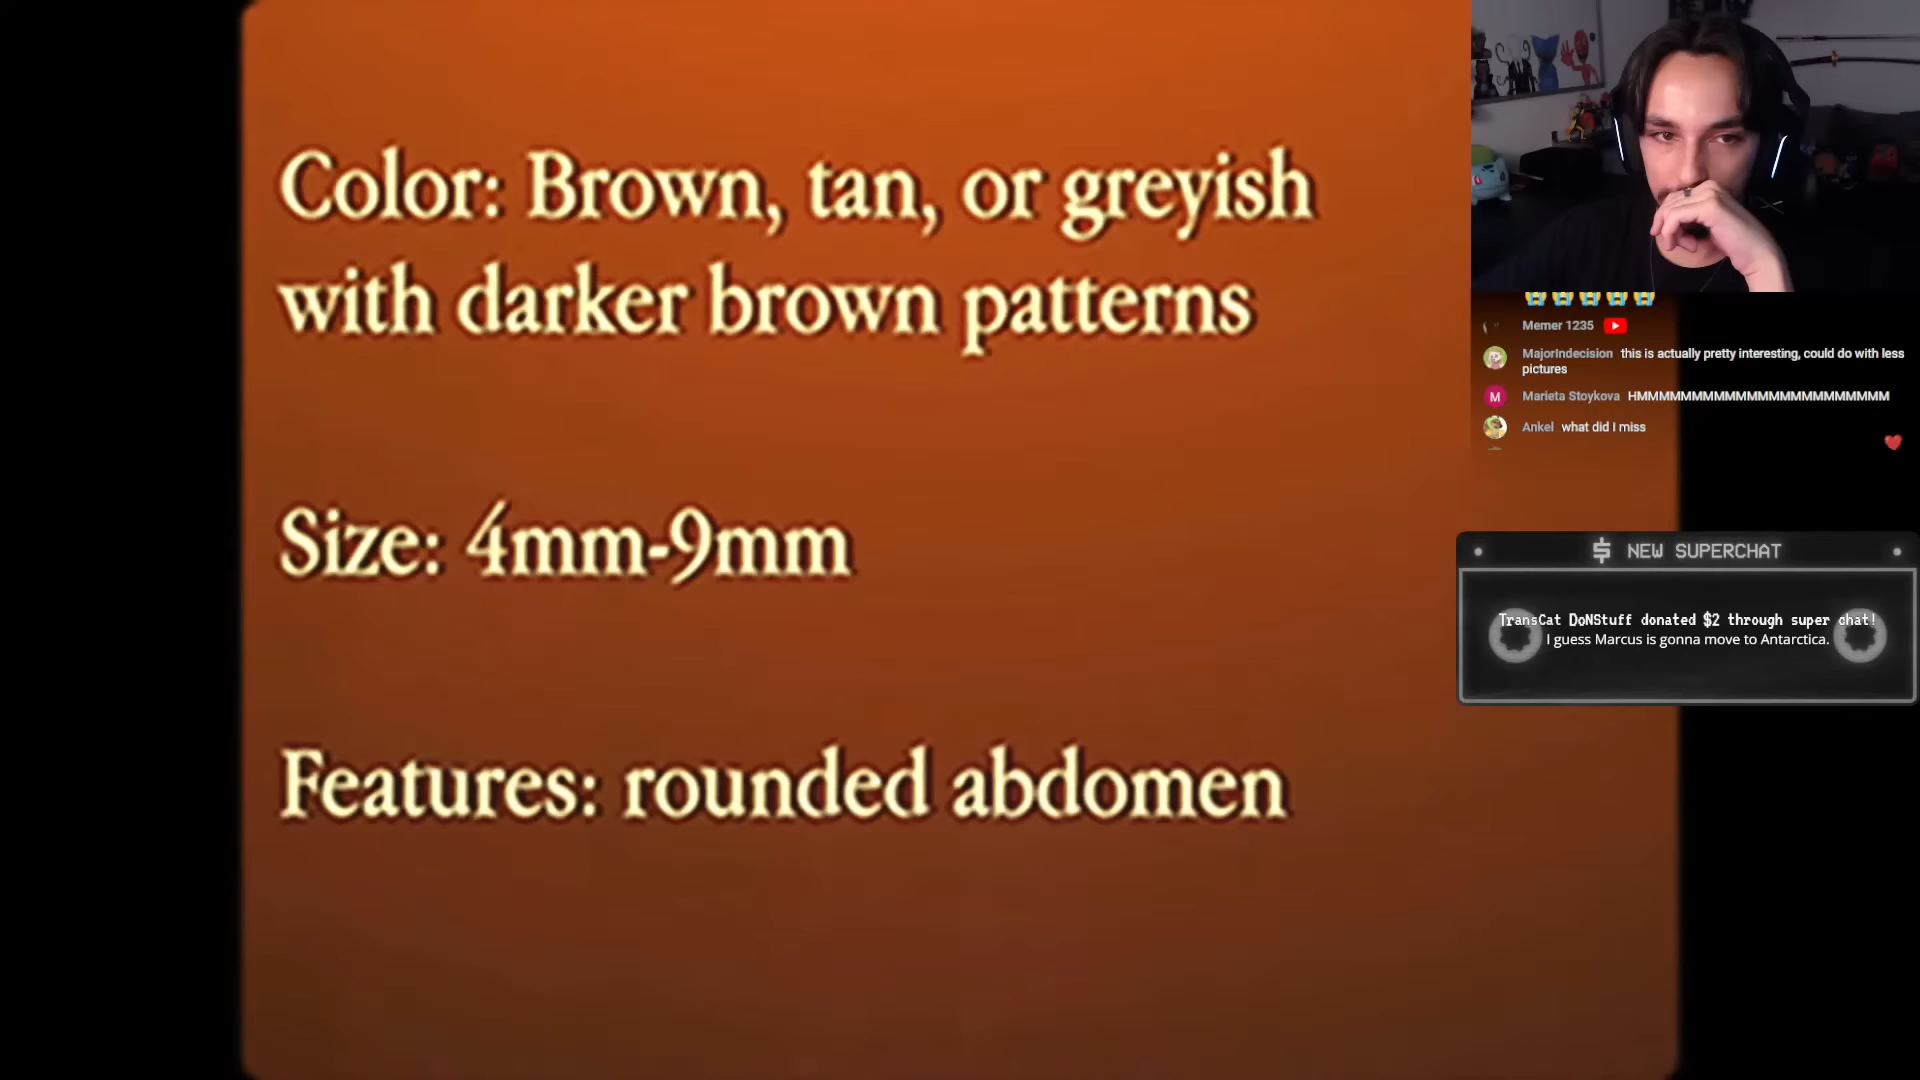 Color: Brown, tan, or greyish
with darker brown patterns
Size: 4mm-9mm
Features: rounded abdomen
Memer 1235
MajorIndecision this is actually pretty interesting, could do with less
pictures
M Marieta Stoykova HMMMMMMMMMMMMMMMMMMMMMMMM
Ankel what did I miss
$ NEW SUPERCHAT
TransCat DoNStuff donated $2 through super chat!
I guess Marcus is gonna move to Antarctica.